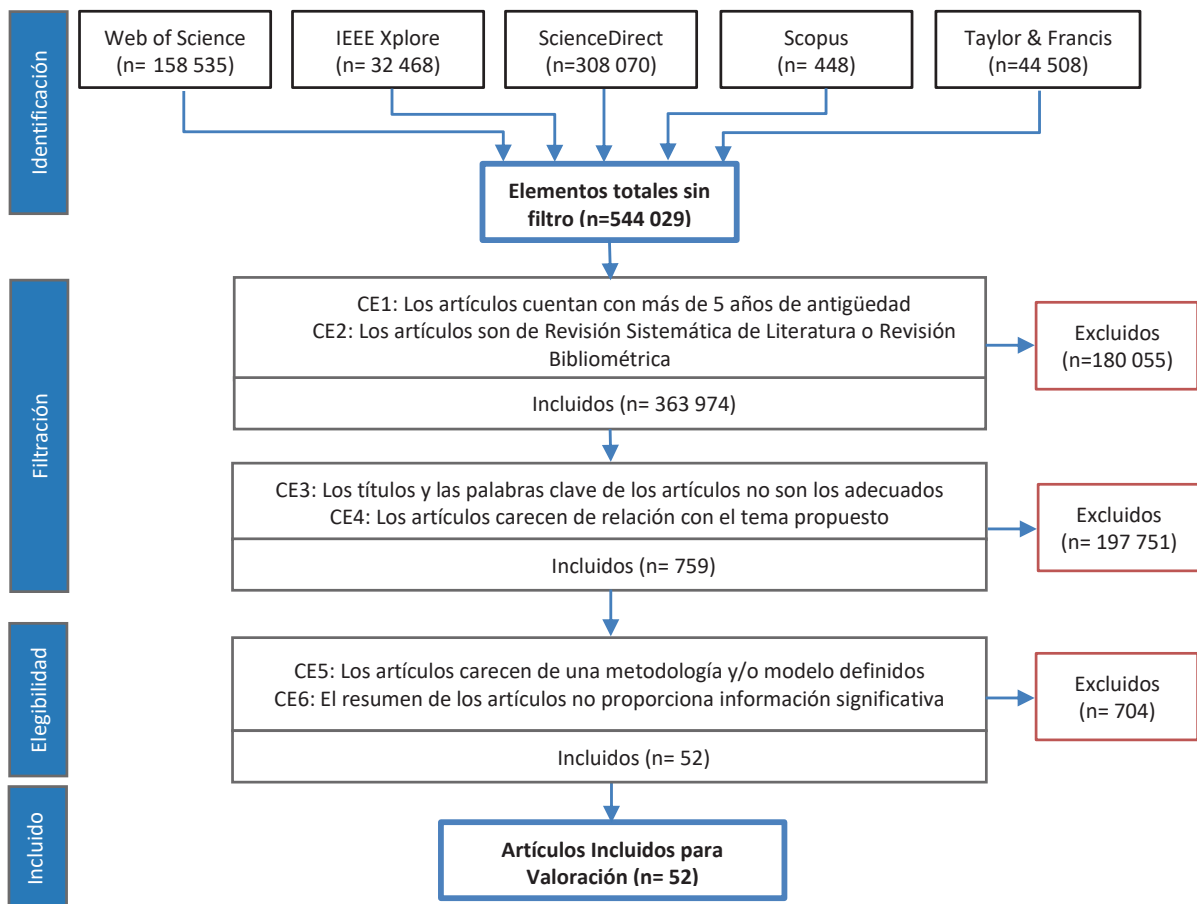 Identificación
Web of Science
(n= 158 535)
IEEE Xplore
(n= 32 468)
ScienceDirect
(n=308 070)
Scopus
(n= 448)
Taylor & Francis
(n=44 508)
Elementos totales sin
filtro (n=544 029)
Filtración
CE1: Los artículos cuentan con más de 5 años de antigüedad
CE2: Los artículos son de Revisión Sistemática de Literatura o Revisión
Bibliométrica
Incluidos (n= 363 974)
Excluidos
(n=180 055)
CE3: Los títulos y las palabras clave de los artículos no son los adecuados
CE4: Los artículos carecen de relación con el tema propuesto
Incluidos (n= 759)
Excluidos
(n= 197 751)
Elegibilidad
CE5: Los artículos carecen de una metodología y/o modelo definidos
CE6: El resumen de los artículos no proporciona información significativa
Incluidos (n= 52)
Excluidos
(n= 704)
Incluido
Artículos Incluidos para
Valoración (n= 52)